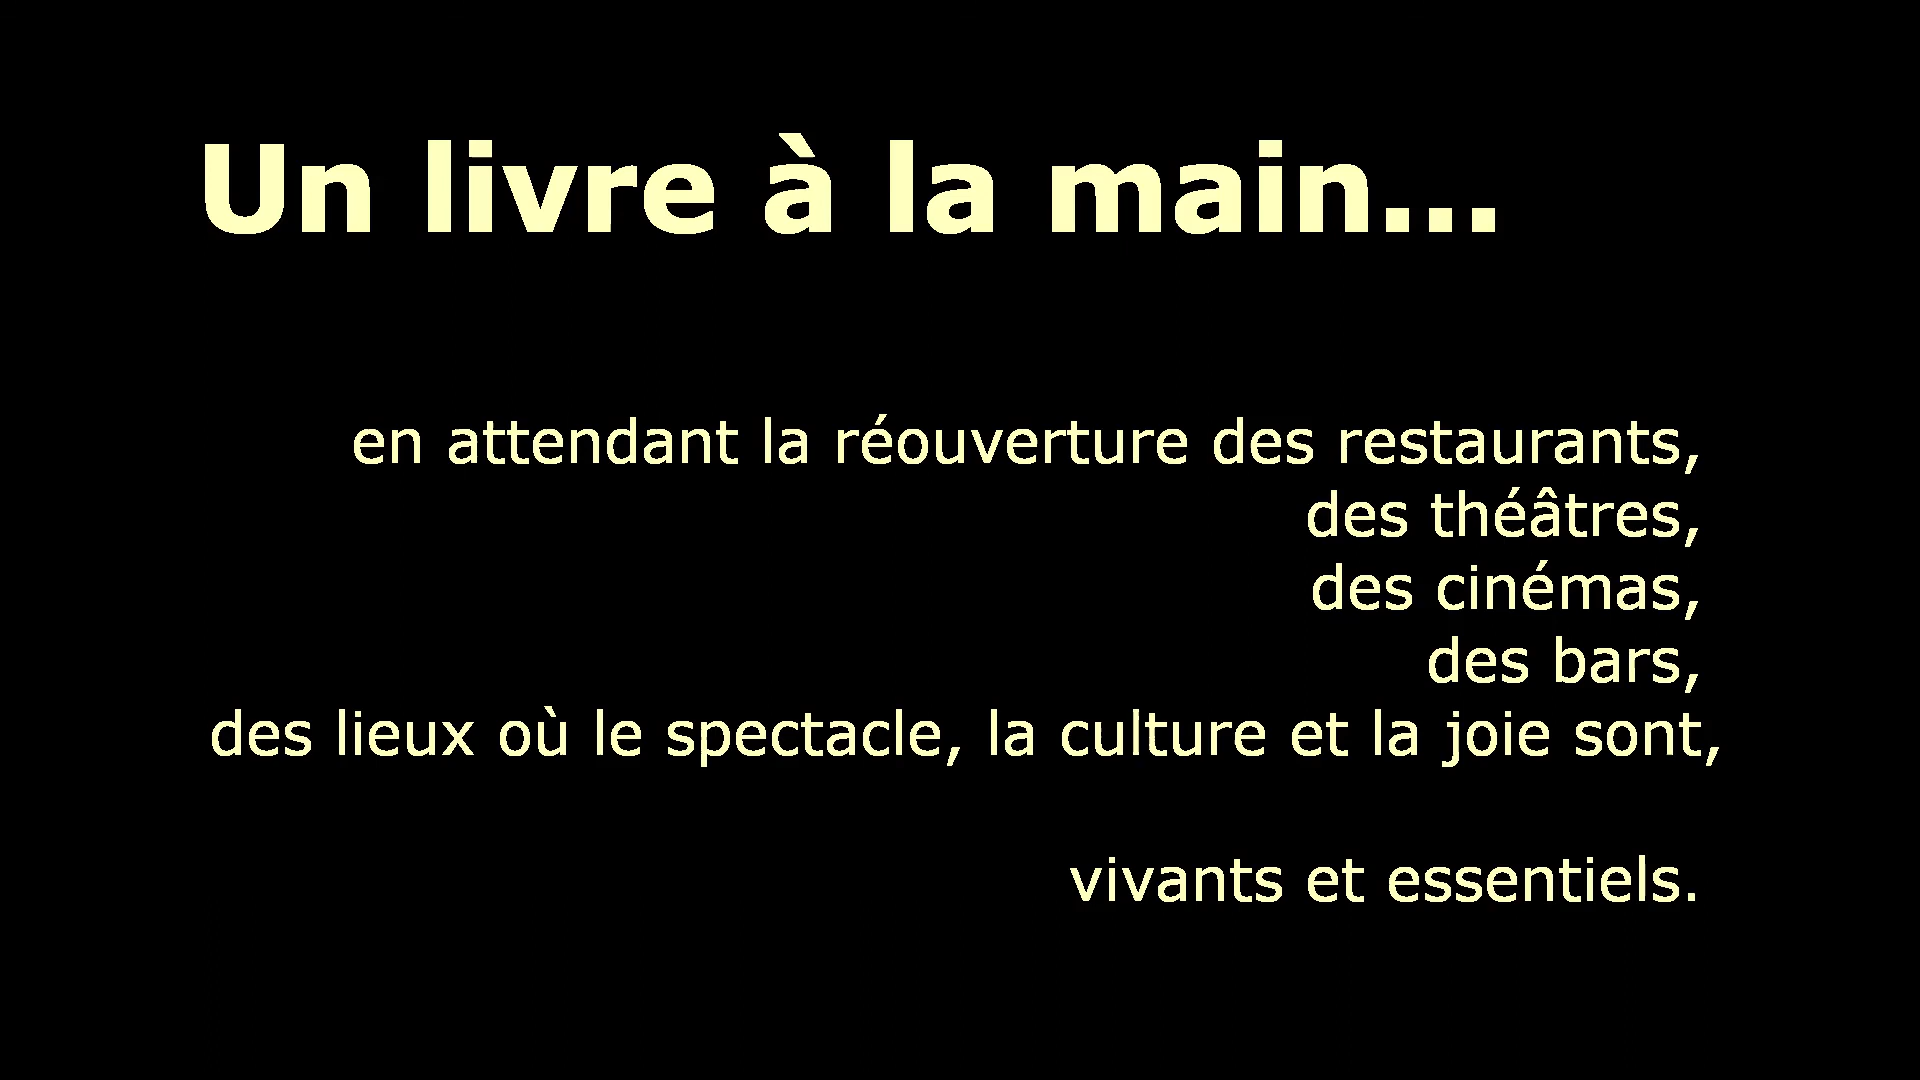 Un livre à la main...
en attendant la réouverture des restaurants,
des théâtres,
des cinémas,
des bars,
des lieux où le spectacle, la culture et la joie sont,
vivants et essentiels.